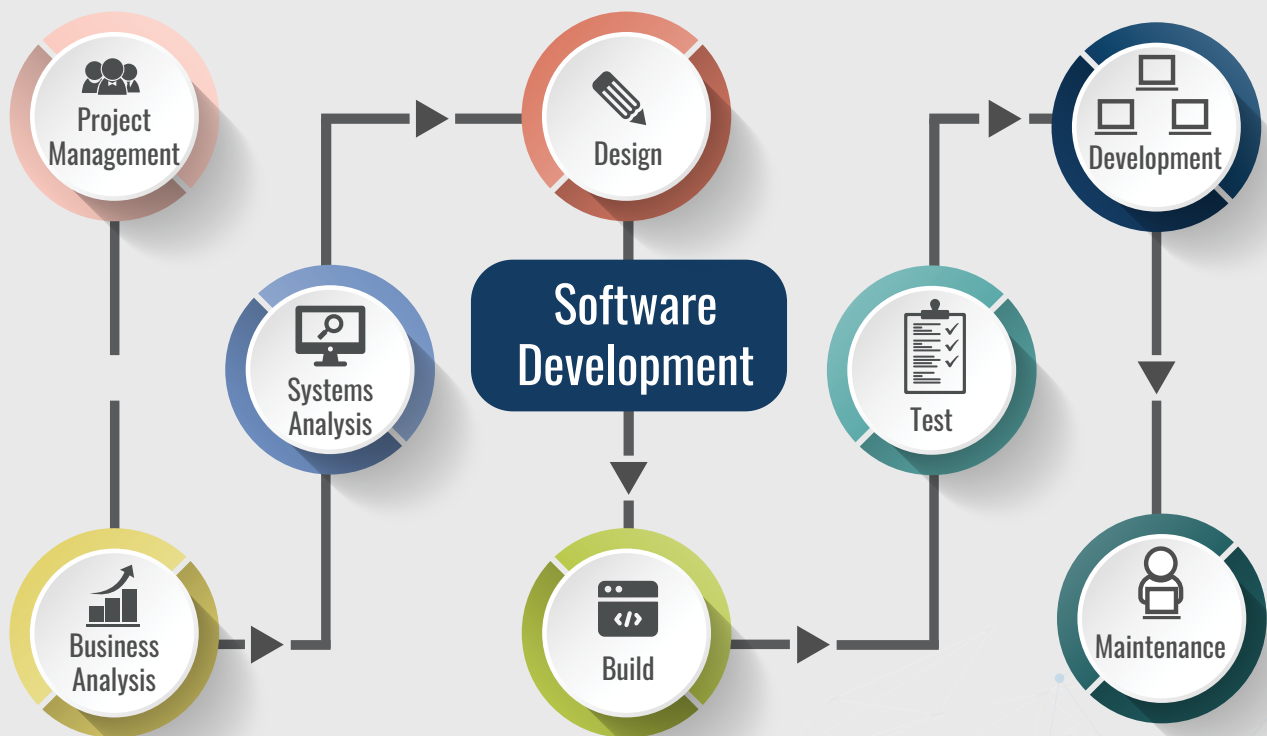 Project
Management
Business
Analysis
Systems
Analysis
Design
Software
Development
</>
Build
Test
Development
Maintenance